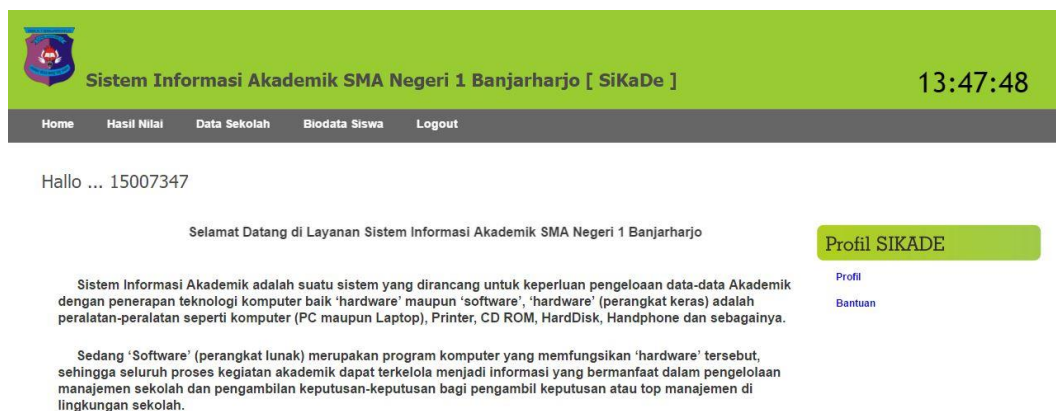 Sistem Informasi Akademik SMA Negeri 1 Banjarharjo [ SiKaDe ]
13:47:48
Home Hasil Nilai Data Sekolah Biodata Siswa Logout
Hallo ... 15007347
Selamat Datang di Layanan Sistem Informasi Akademik SMA Negeri 1 Banjarharjo
Sistem Informasi Akademik adalah suatu sistem yang dirancang untuk keperluan pengeloaan data-data Akademik
dengan penerapan teknologi komputer baik 'hardware' maupun 'software', 'hardware' (perangkat keras) adalah
peralatan-peralatan seperti komputer (PC maupun Laptop), Printer, CD ROM, HardDisk, Handphone dan sebagainya.
Sedang 'Software' (perangkat lunak) merupakan program komputer yang memfungsikan 'hardware' tersebut,
sehingga seluruh proses kegiatan akademik dapat terkelola menjadi informasi yang bermanfaat dalam pengelolaan
manajemen sekolah dan pengambilan keputusan-keputusan bagi pengambil keputusan atau top manajemen di
lingkungan sekolah.
Profil SIKADE
Profil
Bantuan